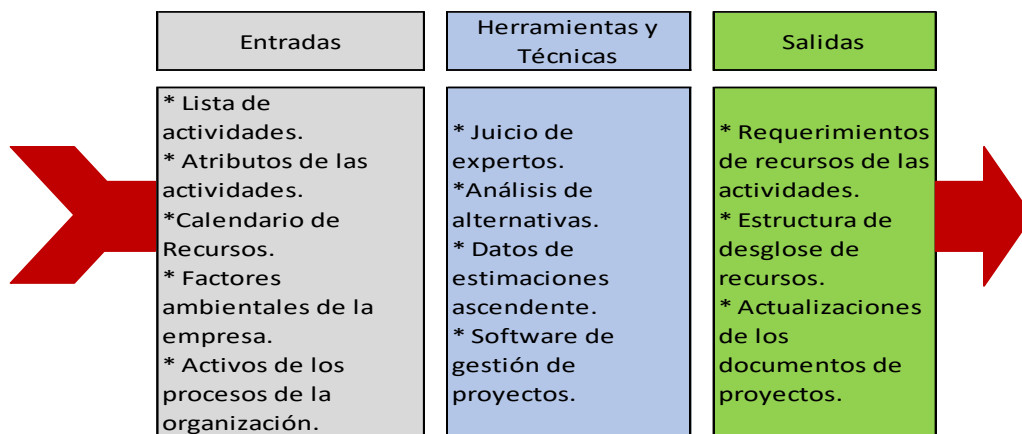 Entradas
Herramientas y
Técnicas
Salidas
* Lista de
actividades.
* Atributos de las
actividades.
*Calendario de
Recursos.
* Factores
ambientales de la
empresa.
* Activos de los
procesos de la
organización.
* Juicio de
expertos.
*Análisis de
alternativas.
* Datos de
estimaciones
ascendente.
* Software de
gestión de
proyectos.
* Requerimientos
de recursos de las
actividades.
* Estructura de
desglose de
recursos.
* Actualizaciones
de los
documentos de
proyectos.